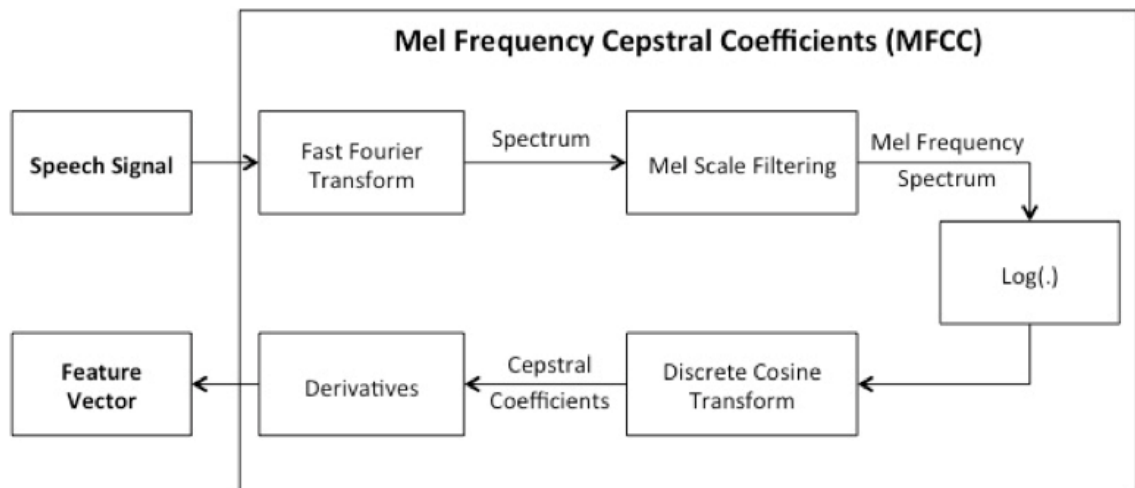 Mel Frequency Cepstral Coefficients (MFCC)
Speech Signal
Fast Fourier
Transform
Spectrum
Mel Scale Filtering
Mel Frequency
Spectrum
Log(.)
Discrete Cosine
Transform
Cepstral
Coefficients
Derivatives
Feature
Vector